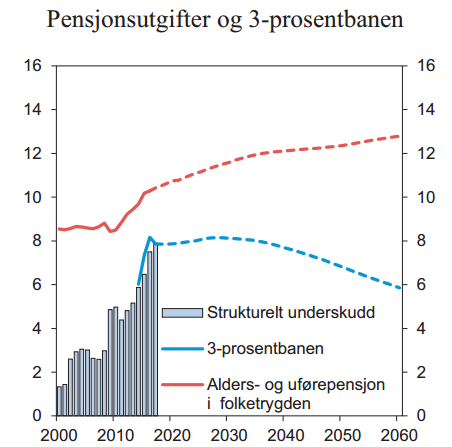 Pensjonsutgifter og 3-prosentbanen
16 16
14 14
12 12
10 10
8 8
6 6
4 4
2 2
0 0
Strukturelt underskudd
3-prosentbanen
Alders- og uførepensjon
i folketrygden
2000 2010 2020 2030 2040 2050 2060